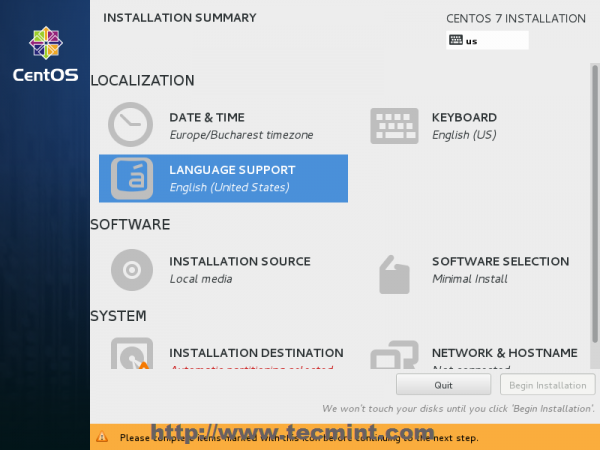 INSTALLATION SUMMARY
CENTOS 7 INSTALLATION
us
CentOS
LOCALIZATION
DATE & TIME
Europe/Bucharest timezone
KEYBOARD
English (US)
LANGUAGE SUPPORT
English (United States)
SOFTWARE
INSTALLATION SOURCE
Local media
SOFTWARE SELECTION
Minimal Install
SYSTEM
INSTALLATION DESTINATION
Automatic partitioning selected
NETWORK & HOSTNAME
Not connected
Quit
Begin Installation
We won't touch your disks until you click 'Begin Installation'.
Please complete items marked with this icon before continuing to the next step.
http://www.tecmint.com